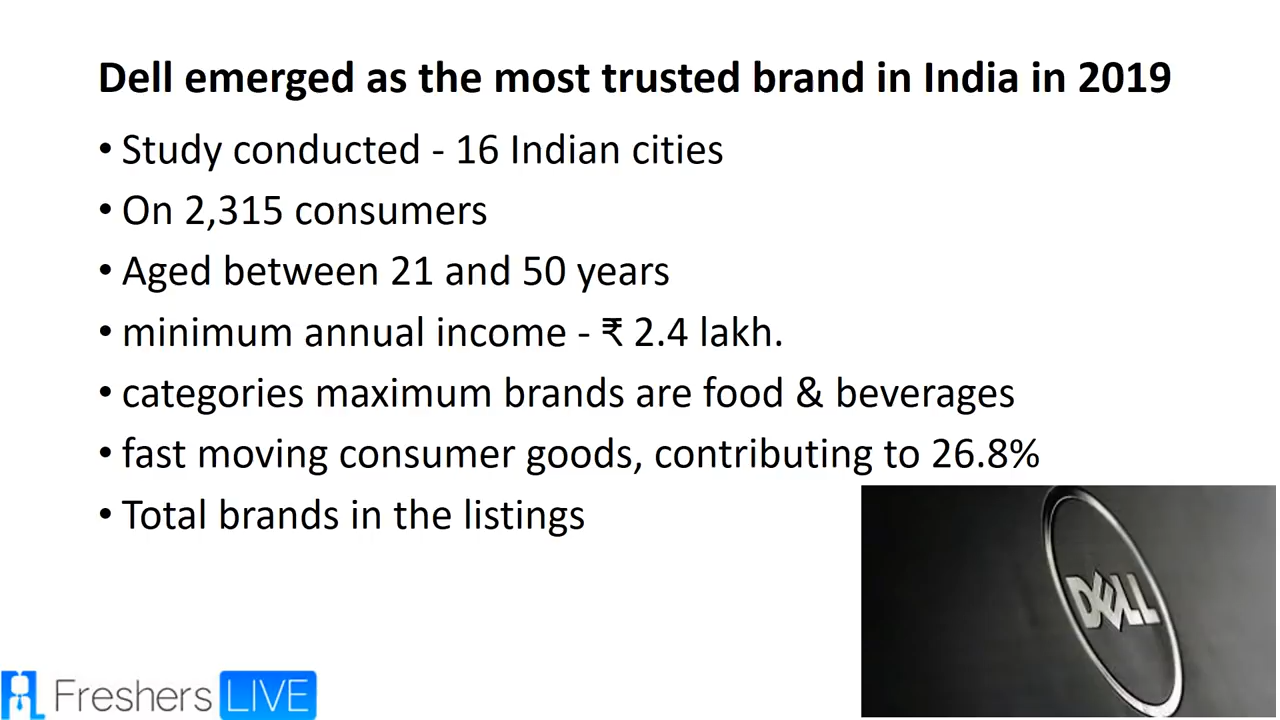 Dell emerged as the most trusted brand in India in 2019
• Study conducted - 16 Indian cities
• On 2,315 consumers
• Aged between 21 and 50 years
• minimum annual income - ₹ 2.4 lakh.
• categories maximum brands are food & beverages
• fast moving consumer goods, contributing to 26.8%
• Total brands in the listings
DELL
Freshers LIVE